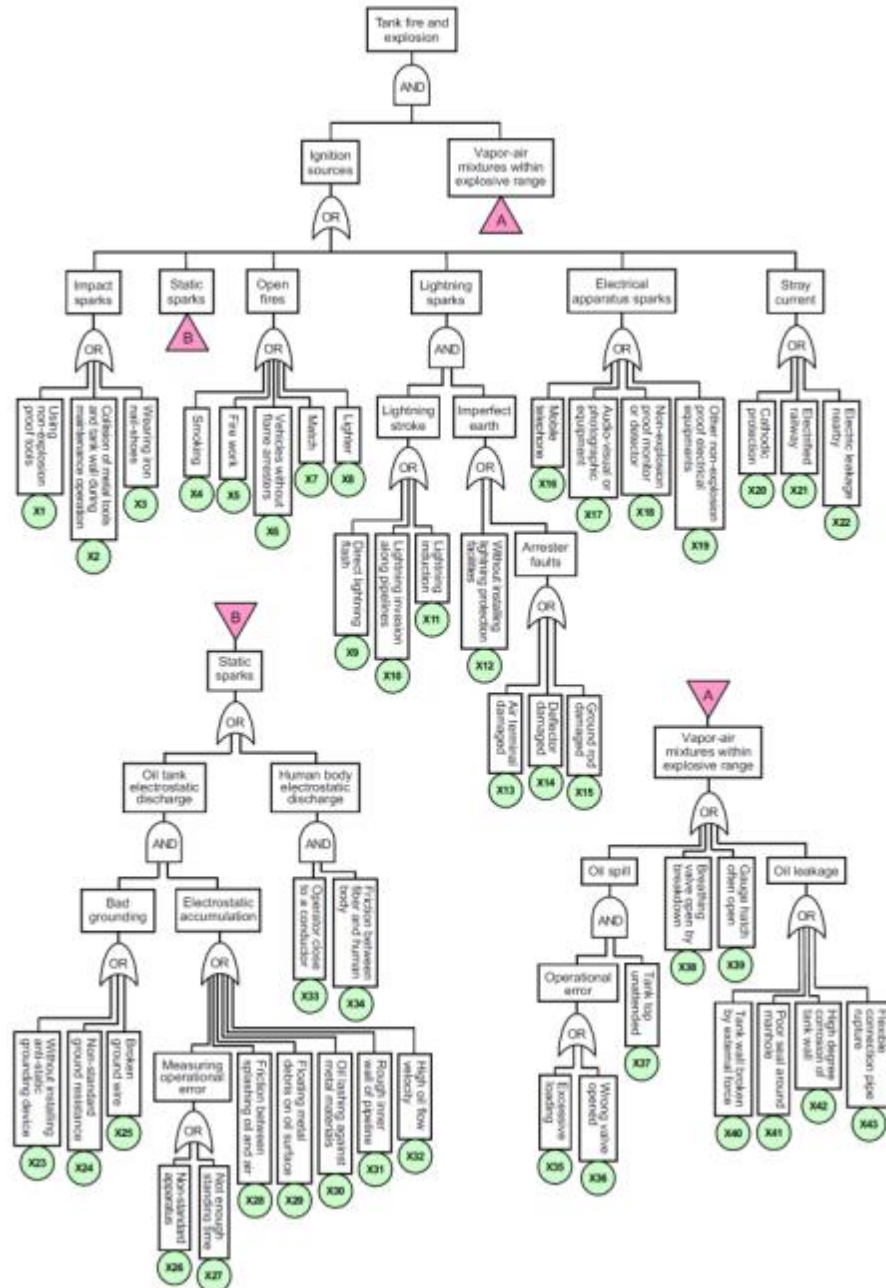 Tank fire and
explosion
AND
Ignition
sources
Vapor-air
mixtures within
explosive range
OR
A
Impact
sparks
Static
sparks
Open
fires
Lightning
sparks
Electrical
apparatus sparks
Stray
current
OR
B
OR
AND
OR
OR
Using
non-explosion
proof tools
X1
Collision of metal tools
and tank wall during
maintenance operation
X2
Wearing iron
nail-shoes
X3
Smoking
X4
Fire work
X5
Vehicles without
flame arresters
X6
Match
X7
Lighter
X8
Lightning
stroke
Imperfect
earth
OR
OR
Mobile
telephone
X16
Audio-visual or
photographic
equipment
X17
Non-explosion
proof monitor
or detector
X18
Other non-explosion
proof electrical
equipments
X19
Cathodic
protection
X20
Electrified
railway
X21
Electric leakage
nearby
X22
Direct lightning
flash
X9
Lightning invasion
along pipelines
X10
Lightning
induction
X11
Without installing
lightning protection
facilities
X12
Arrester
faults
OR
Air terminal
damaged
X13
Deflector
damaged
X14
Ground rod
damaged
X15
B
Static
sparks
OR
Oil tank
electrostatic
discharge
Human body
electrostatic
discharge
AND
AND
Bad
grounding
Electrostatic
accumulation
Operator close
to a conductor
X33
Friction between
fiber and human
body
X34
OR
OR
Without installing
anti-static
grounding device
X23
Non-standard
ground resistance
X24
Broken
ground wire
X25
Measuring
operational
error
OR
Non-standard
apparatus
X26
Not enough
standing time
X27
Friction between
splashing oil and air
X28
Floating metal
debris on oil surface
X29
Oil lashing against
metal materials
X30
Rough inner
wall of pipeline
X31
High oil flow
velocity
X32
A
Vapor-air
mixtures within
explosive range
OR
Oil spill
Breathing
valve open by
breakdown
X38
Gauge hatch
often open
X39
Oil leakage
AND
OR
Operational
error
Tank top
unattended
X37
OR
Excessive
loading
X35
Wrong valve
opened
X36
Tank wall broken
by external force
X40
Poor seal around
manhole
X41
High degree
corrosion of
tank wall
X42
Flexible
connection pipe
rupture
X43